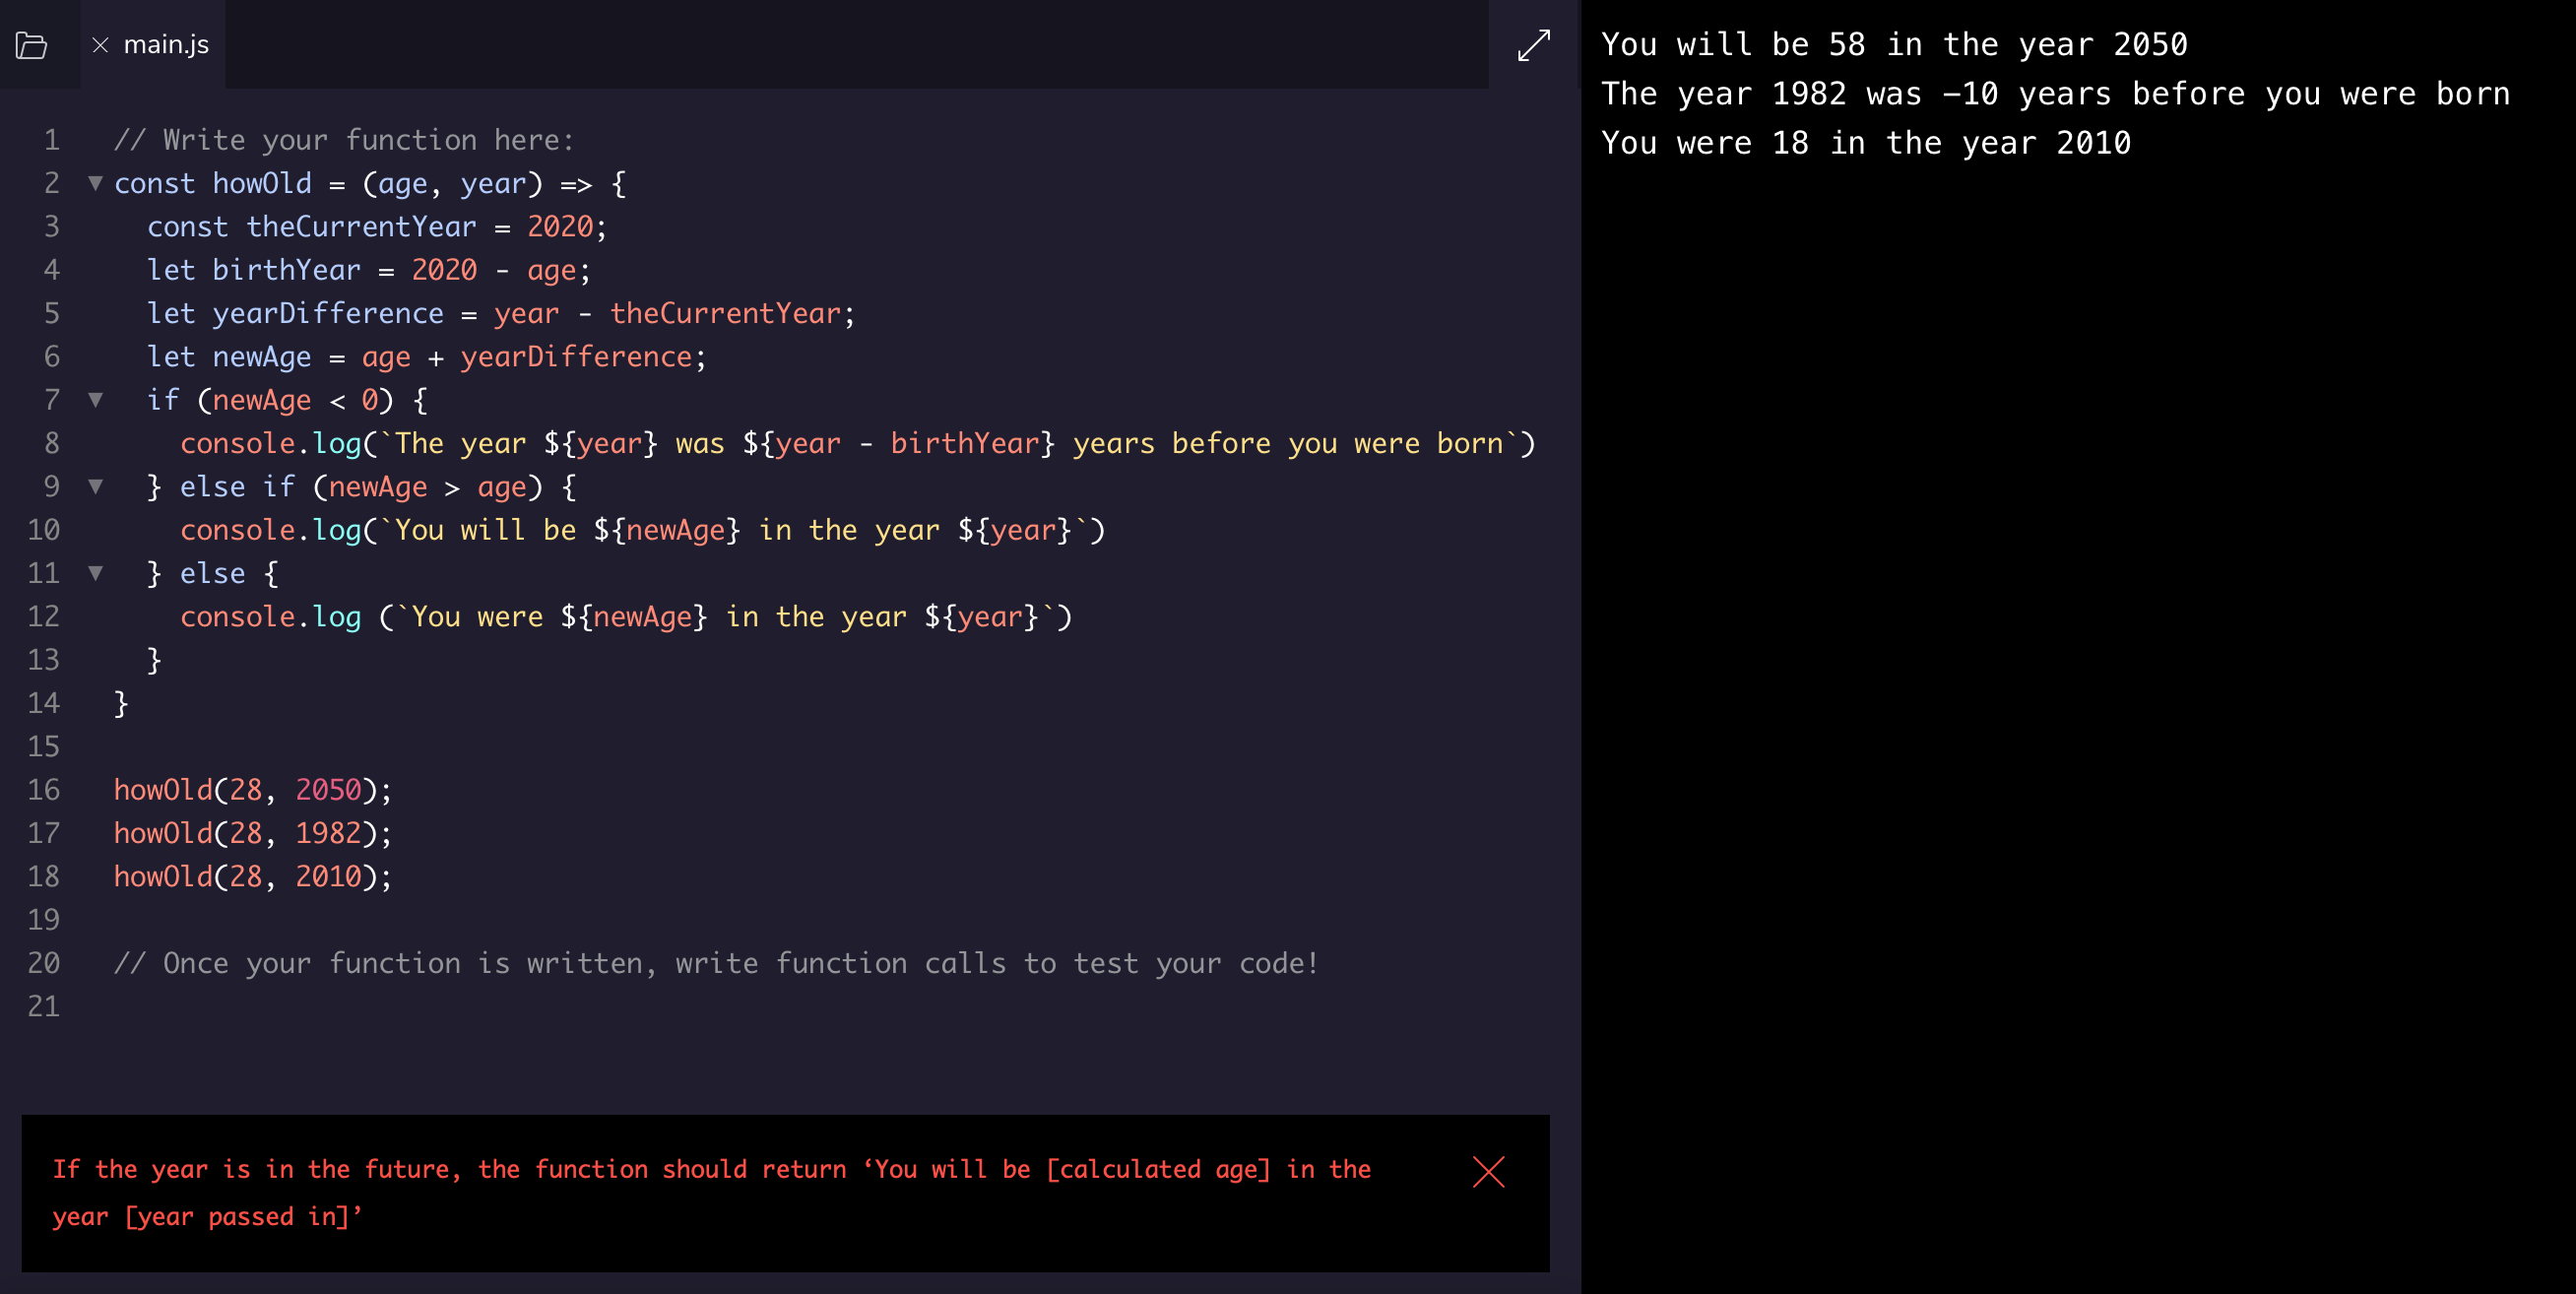 main.js
1 // Write your function here:
2 const howOld = (age, year) => {
3   const theCurrentYear = 2020;
4   let birthYear = 2020 - age;
5   let yearDifference = year - theCurrentYear;
6   let newAge = age + yearDifference;
7   if (newAge < 0) {
8     console.log(`The year ${year} was ${year - birthYear} years before you were born`)
9   } else if (newAge > age) {
10     console.log(`You will be ${newAge} in the year ${year}`)
11   } else {
12     console.log (`You were ${newAge} in the year ${year}`)
13   }
14 }
15
16 howOld(28, 2050);
17 howOld(28, 1982);
18 howOld(28, 2010);
19
20 // Once your function is written, write function calls to test your code!
21
If the year is in the future, the function should return ‘You will be [calculated age] in the
year [year passed in]’
You will be 58 in the year 2050
The year 1982 was -10 years before you were born
You were 18 in the year 2010